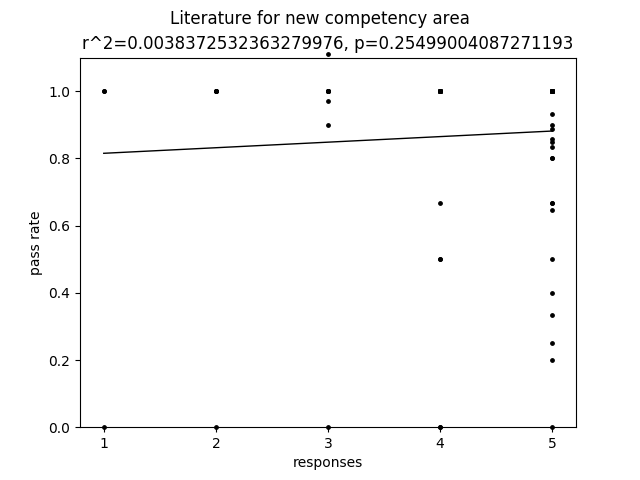 Literature for new competency area
r^2=0.0038372532363279976, p=0.25499004087271193
1.0
0.8
0.6
0.4
0.2
0.0
pass rate
1 2 3 4 5
responses